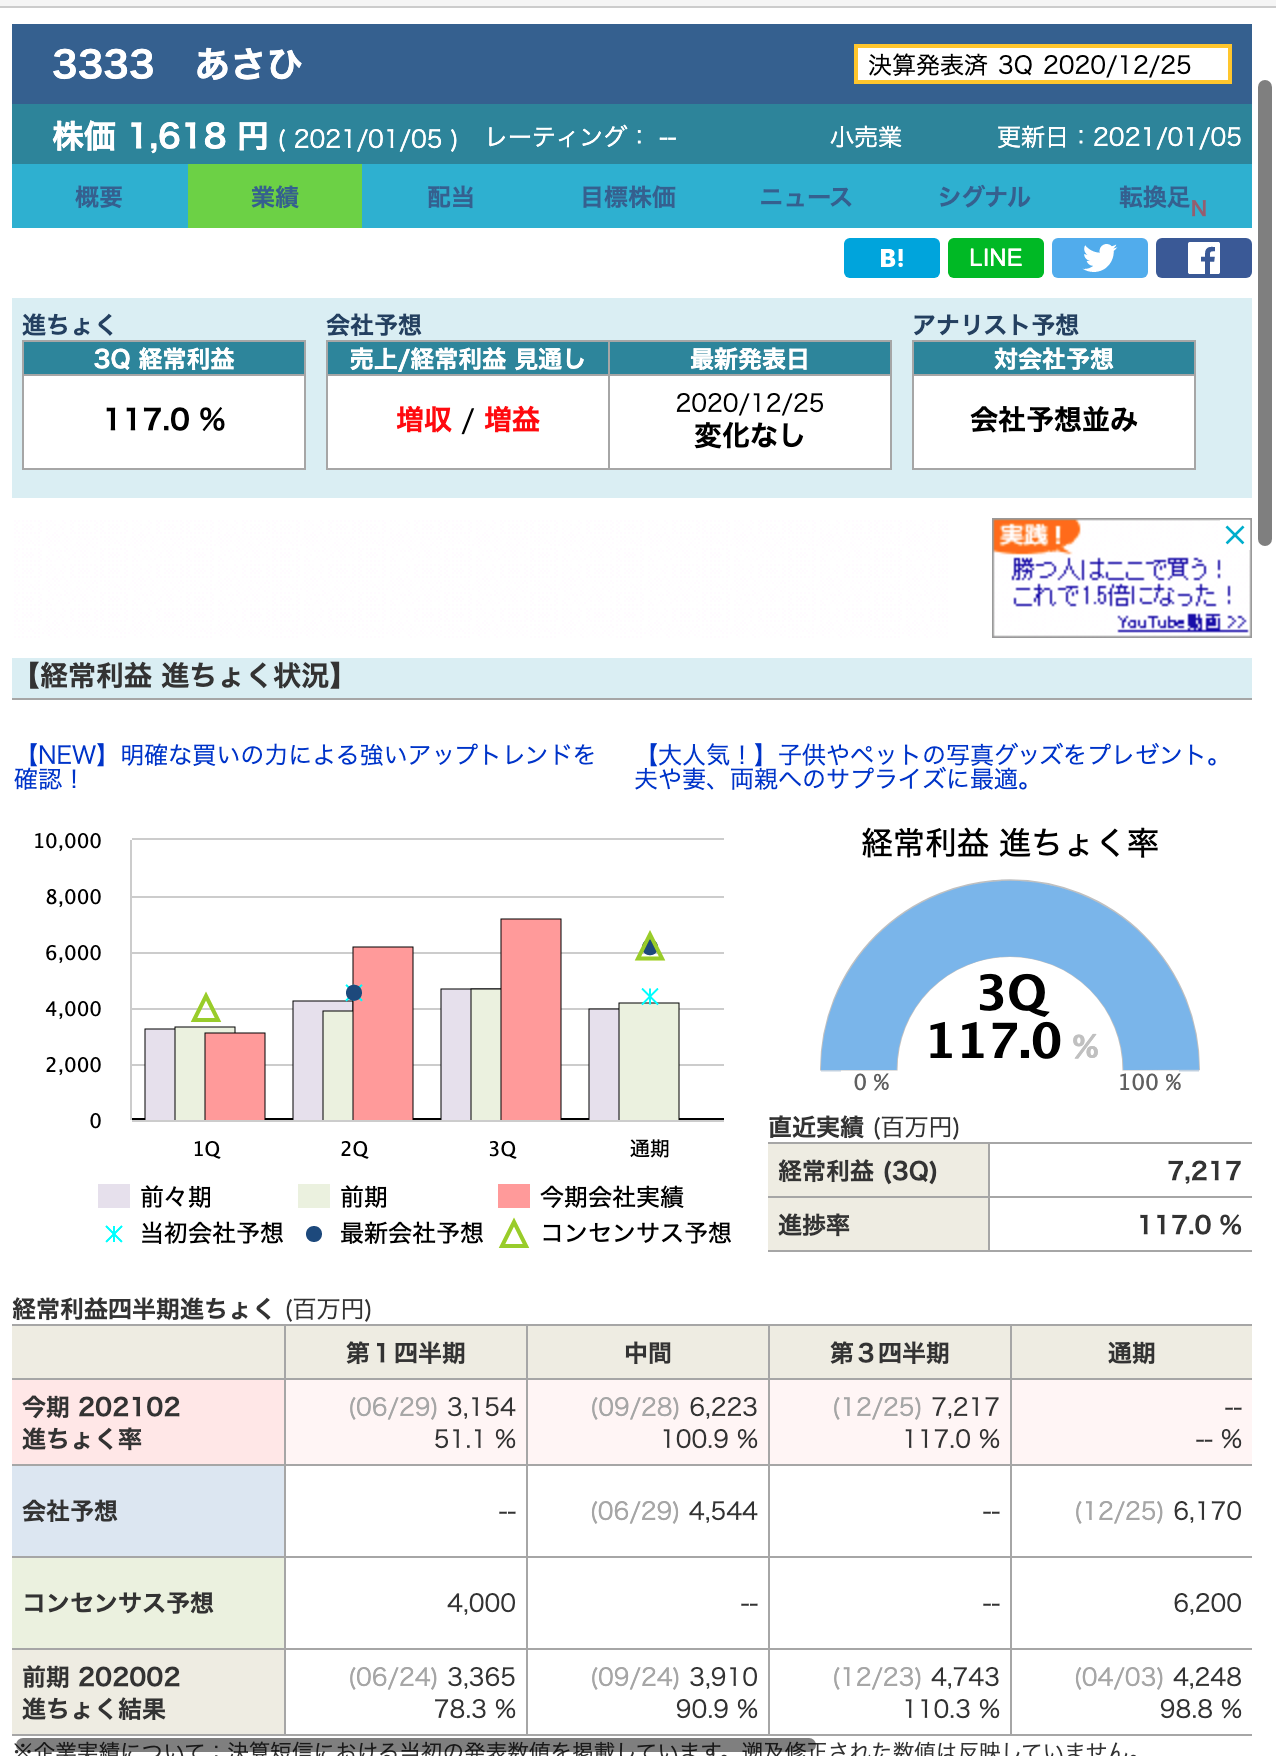 3333　あさひ
決算発表済 3Q 2020/12/25
株価 1,618 円 ( 2021/01/05 )　レーティング： --　小売業　更新日：2021/01/05
概要　業績　配当　目標株価　ニュース　シグナル　転換足N
B!　LINE
進ちょく　会社予想　アナリスト予想
3Q 経常利益　売上/経常利益 見通し　最新発表日　対会社予想
117.0 %　増収 / 増益　2020/12/25　会社予想並み
変化なし
実践！
勝つ人はここで買う！
これで1.5倍になった！
YouTube動画 >>
【経常利益 進ちょく状況】
【NEW】明確な買いの力による強いアップトレンドを
確認！
【大人気！】子供やペットの写真グッズをプレゼント。
夫や妻、両親へのサプライズに最適。
10,000
8,000
6,000
4,000
2,000
0
1Q　2Q　3Q　通期
前々期　前期　今期会社実績
当初会社予想　最新会社予想　コンセンサス予想
経常利益 進ちょく率
3Q
117.0 %
0 %　100 %
直近実績 (百万円)
経常利益 (3Q)　7,217
進捗率　117.0 %
経常利益四半期進ちょく (百万円)
第１四半期　中間　第３四半期　通期
今期 202102　(06/29) 3,154　(09/28) 6,223　(12/25) 7,217　--
進ちょく率　51.1 %　100.9 %　117.0 %　-- %
会社予想　--　(06/29) 4,544　--　(12/25) 6,170
コンセンサス予想　4,000　--　--　6,200
前期 202002　(06/24) 3,365　(09/24) 3,910　(12/23) 4,743　(04/03) 4,248
進ちょく結果　78.3 %　90.9 %　110.3 %　98.8 %
※企業実績について：決算短信における当初の発表数値を掲載しています。遡及修正された数値は反映していません。